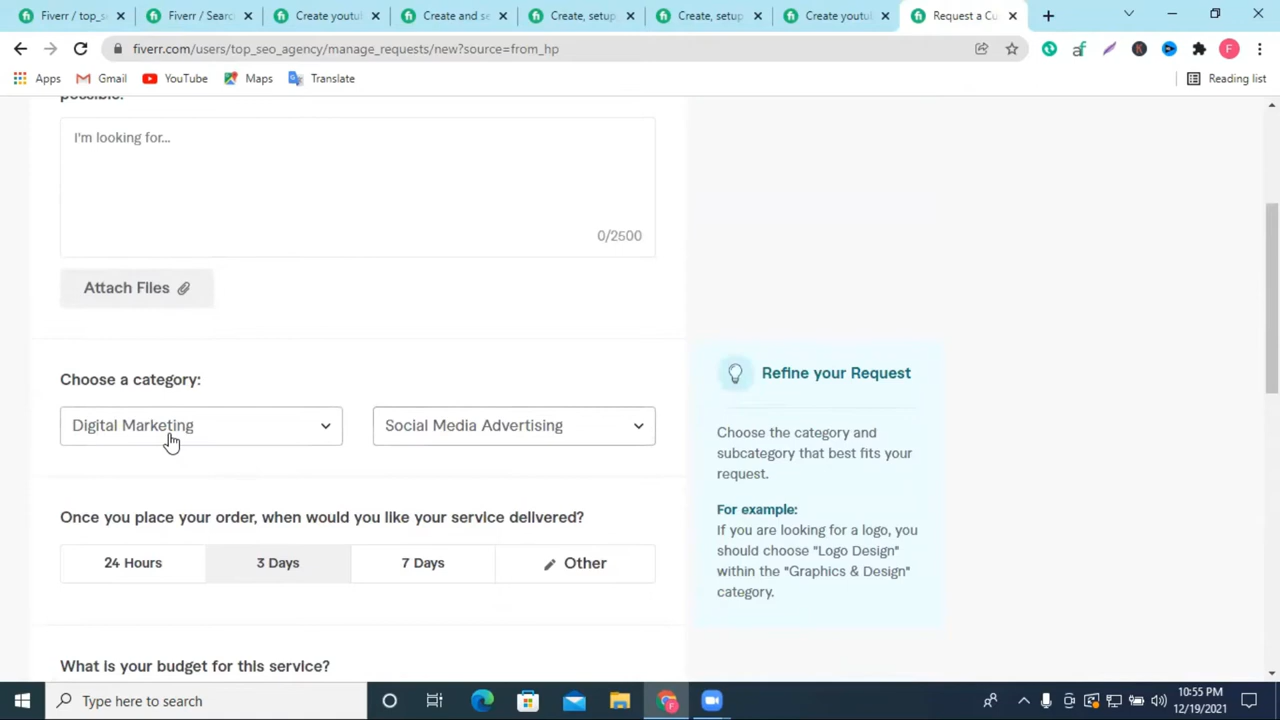 Fiverr / top_s
Fiverr / Searc
Create youtu
Create and se
Create, setup
Create, setup
Create youtu
Request a Cu
fiverr.com/users/top_seo_agency/manage_requests/new?source=from_hp
Apps
Gmail
YouTube
Maps
Translate
Reading list
possible:
I'm looking for...
0/2500
Attach Files
Choose a category:
Digital Marketing
Social Media Advertising
Refine your Request
Choose the category and
subcategory that best fits your
request.
For example:
If you are looking for a logo, you
should choose "Logo Design"
within the "Graphics & Design"
category.
Once you place your order, when would you like your service delivered?
24 Hours
3 Days
7 Days
Other
What is your budget for this service?
Type here to search
10:55 PM
12/19/2021